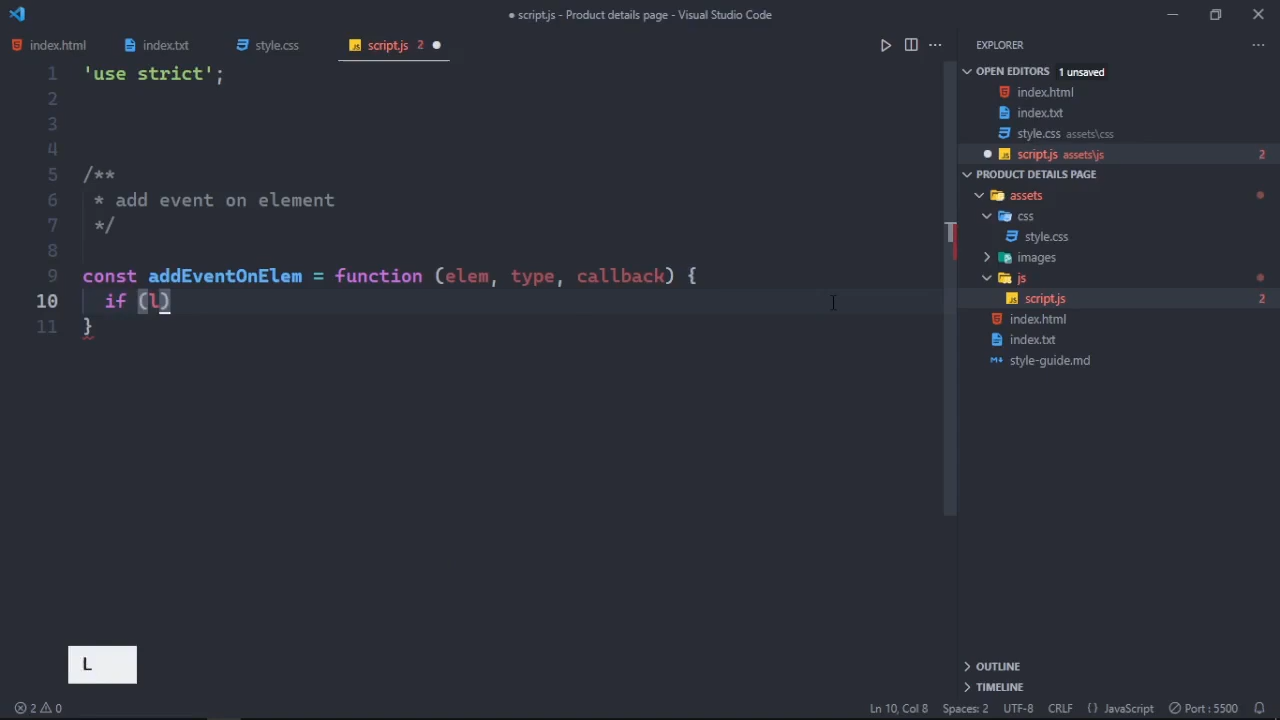 ● script.js - Product details page - Visual Studio Code
index.html
index.txt
style.css
script.js 2
EXPLORER
1 'use strict';
2
3
4
5 /**
6 * add event on element
7 */
8
9 const addEventOnElem = function (elem, type, callback) {
10 if (l)
11 }
L
OPEN EDITORS 1 unsaved
index.html
index.txt
style.css assets\css
script.js assets\js 2
PRODUCT DETAILS PAGE
assets
css
style.css
images
js
script.js 2
index.html
index.txt
style-guide.md
OUTLINE
TIMELINE
2 0
Ln 10, Col 8 Spaces: 2 UTF-8 CRLF {} JavaScript Port : 5500